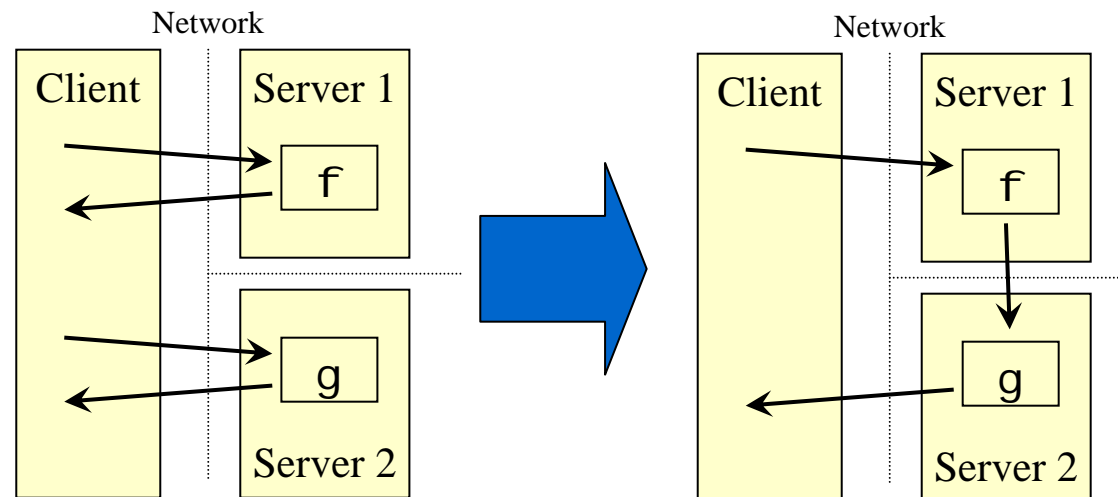 Network
Client
Server 1
f
g
Server 2
Network
Client
Server 1
f
g
Server 2